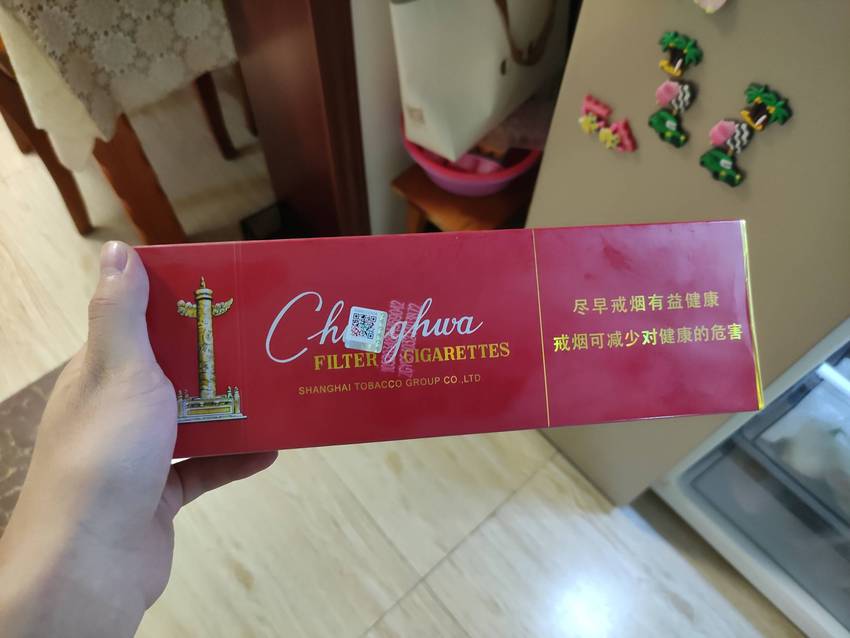 Chunghwa
FILTER CIGARETTES
SHANGHAI TOBACCO GROUP CO.,LTD
尽早戒烟有益健康
戒烟可减少对健康的危害